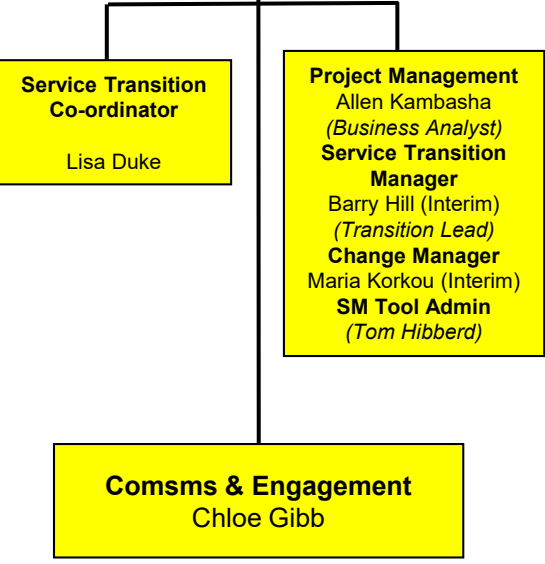 Service Transition
Co-ordinator
Lisa Duke
Project Management
Allen Kambasha
(Business Analyst)
Service Transition
Manager
Barry Hill (Interim)
(Transition Lead)
Change Manager
Maria Korkou (Interim)
SM Tool Admin
(Tom Hibberd)
Comsms & Engagement
Chloe Gibb